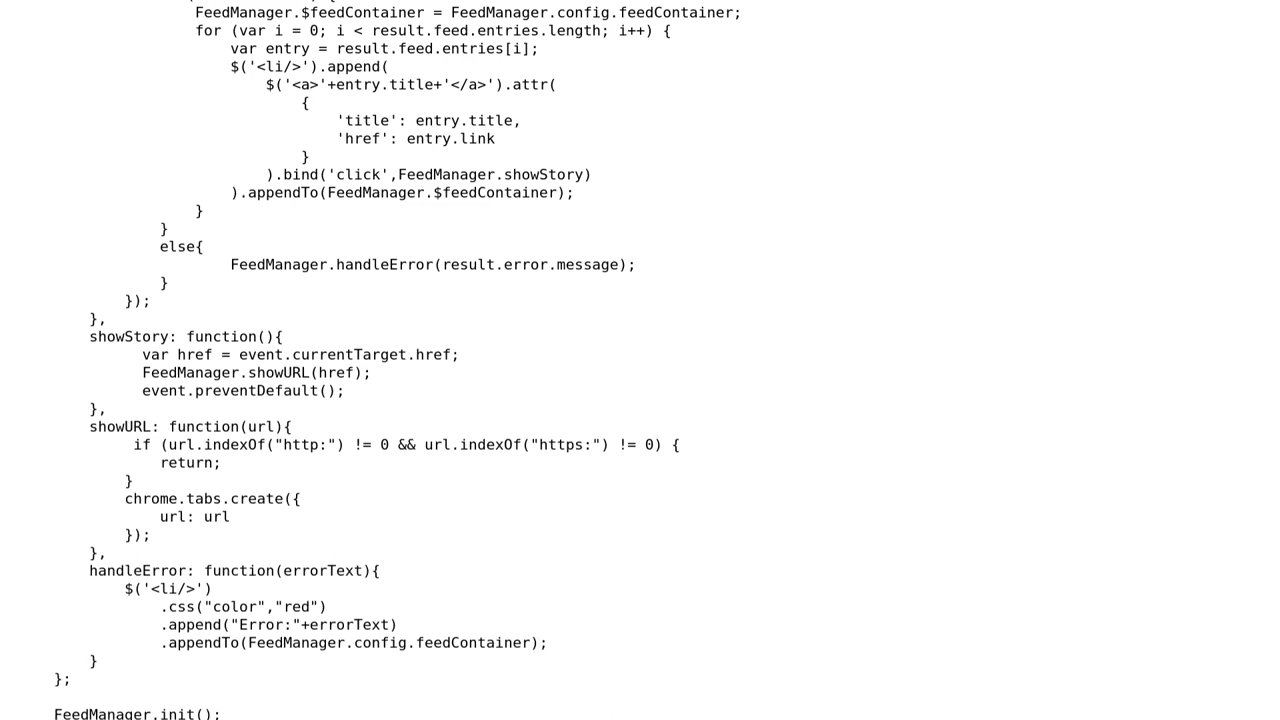 FeedManager.$feedContainer = FeedManager.config.feedContainer;
for (var i = 0; i < result.feed.entries.length; i++) {
var entry = result.feed.entries[i];
$('<li/>').append(
$('<a>'+entry.title+'</a>').attr(
{
'title': entry.title,
'href': entry.link
}
).bind('click',FeedManager.showStory)
).appendTo(FeedManager.$feedContainer);
}
}
else{
FeedManager.handleError(result.error.message);
}
});
},
showStory: function(){
var href = event.currentTarget.href;
FeedManager.showURL(href);
event.preventDefault();
},
showURL: function(url){
if (url.indexOf("http:") != 0 && url.indexOf("https:") != 0) {
return;
}
chrome.tabs.create({
url: url
});
},
handleError: function(errorText){
$('<li/>')
.css("color","red")
.append("Error:"+errorText)
.appendTo(FeedManager.config.feedContainer);
}
};
FeedManager.init();